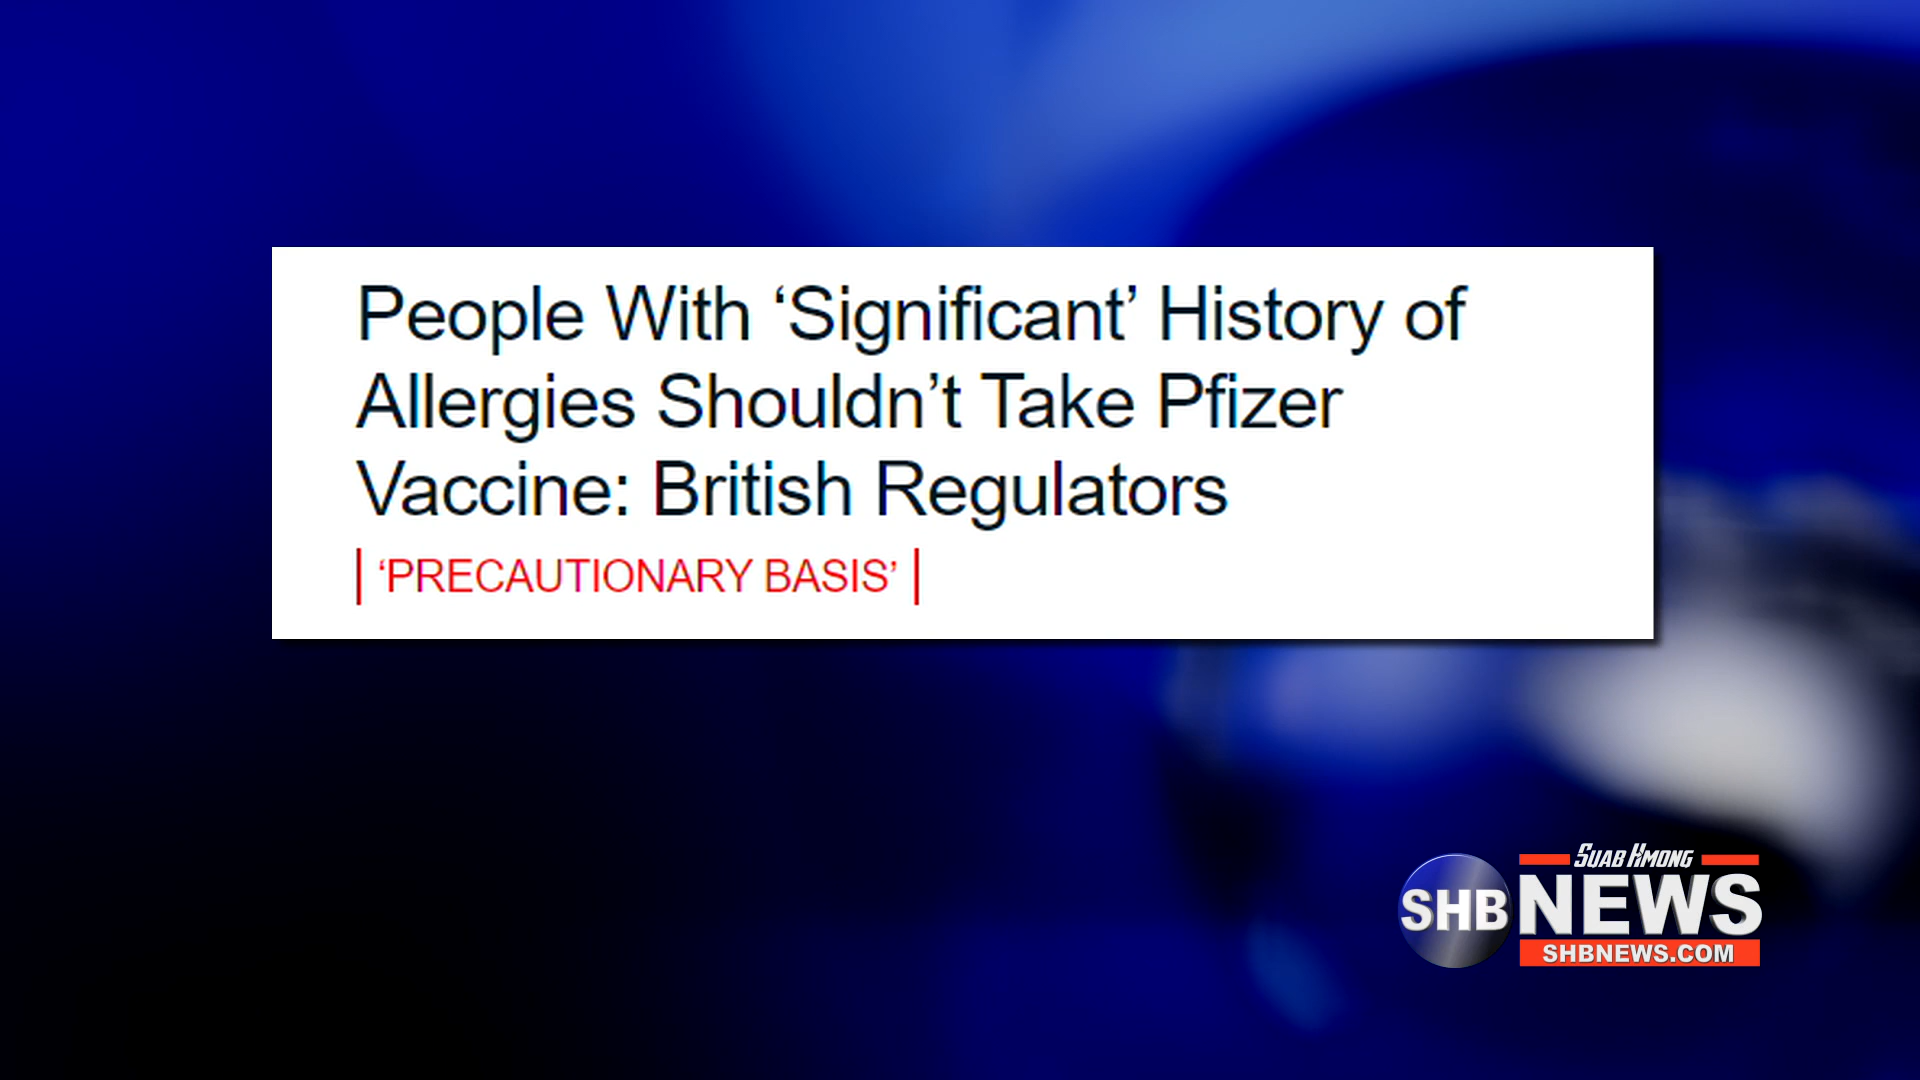 People With ‘Significant’ History of
Allergies Shouldn’t Take Pfizer
Vaccine: British Regulators
| ‘PRECAUTIONARY BASIS’ |
SUAB HMONG
SHB NEWS
SHBNEWS.COM